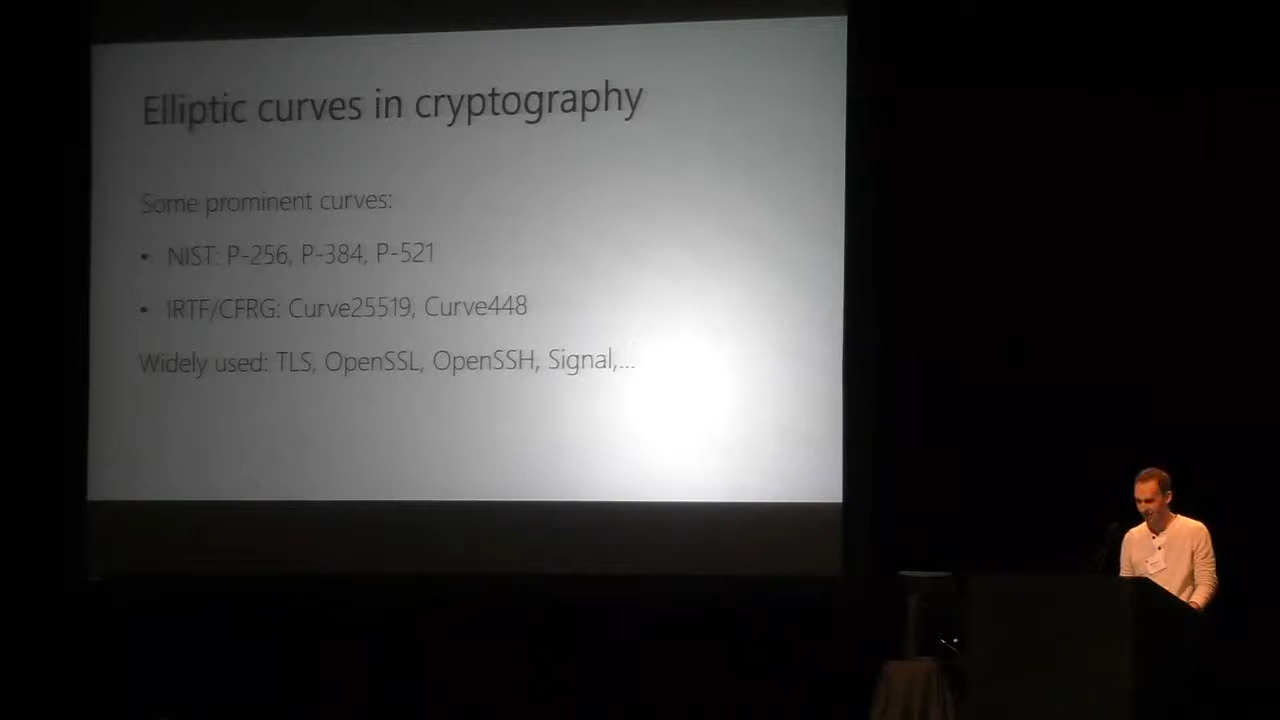 Elliptic curves in cryptography
Some prominent curves:
• NIST: P-256, P-384, P-521
• IRTF/CFRG: Curve25519, Curve448
Widely used: TLS, OpenSSL, OpenSSH, Signal,...